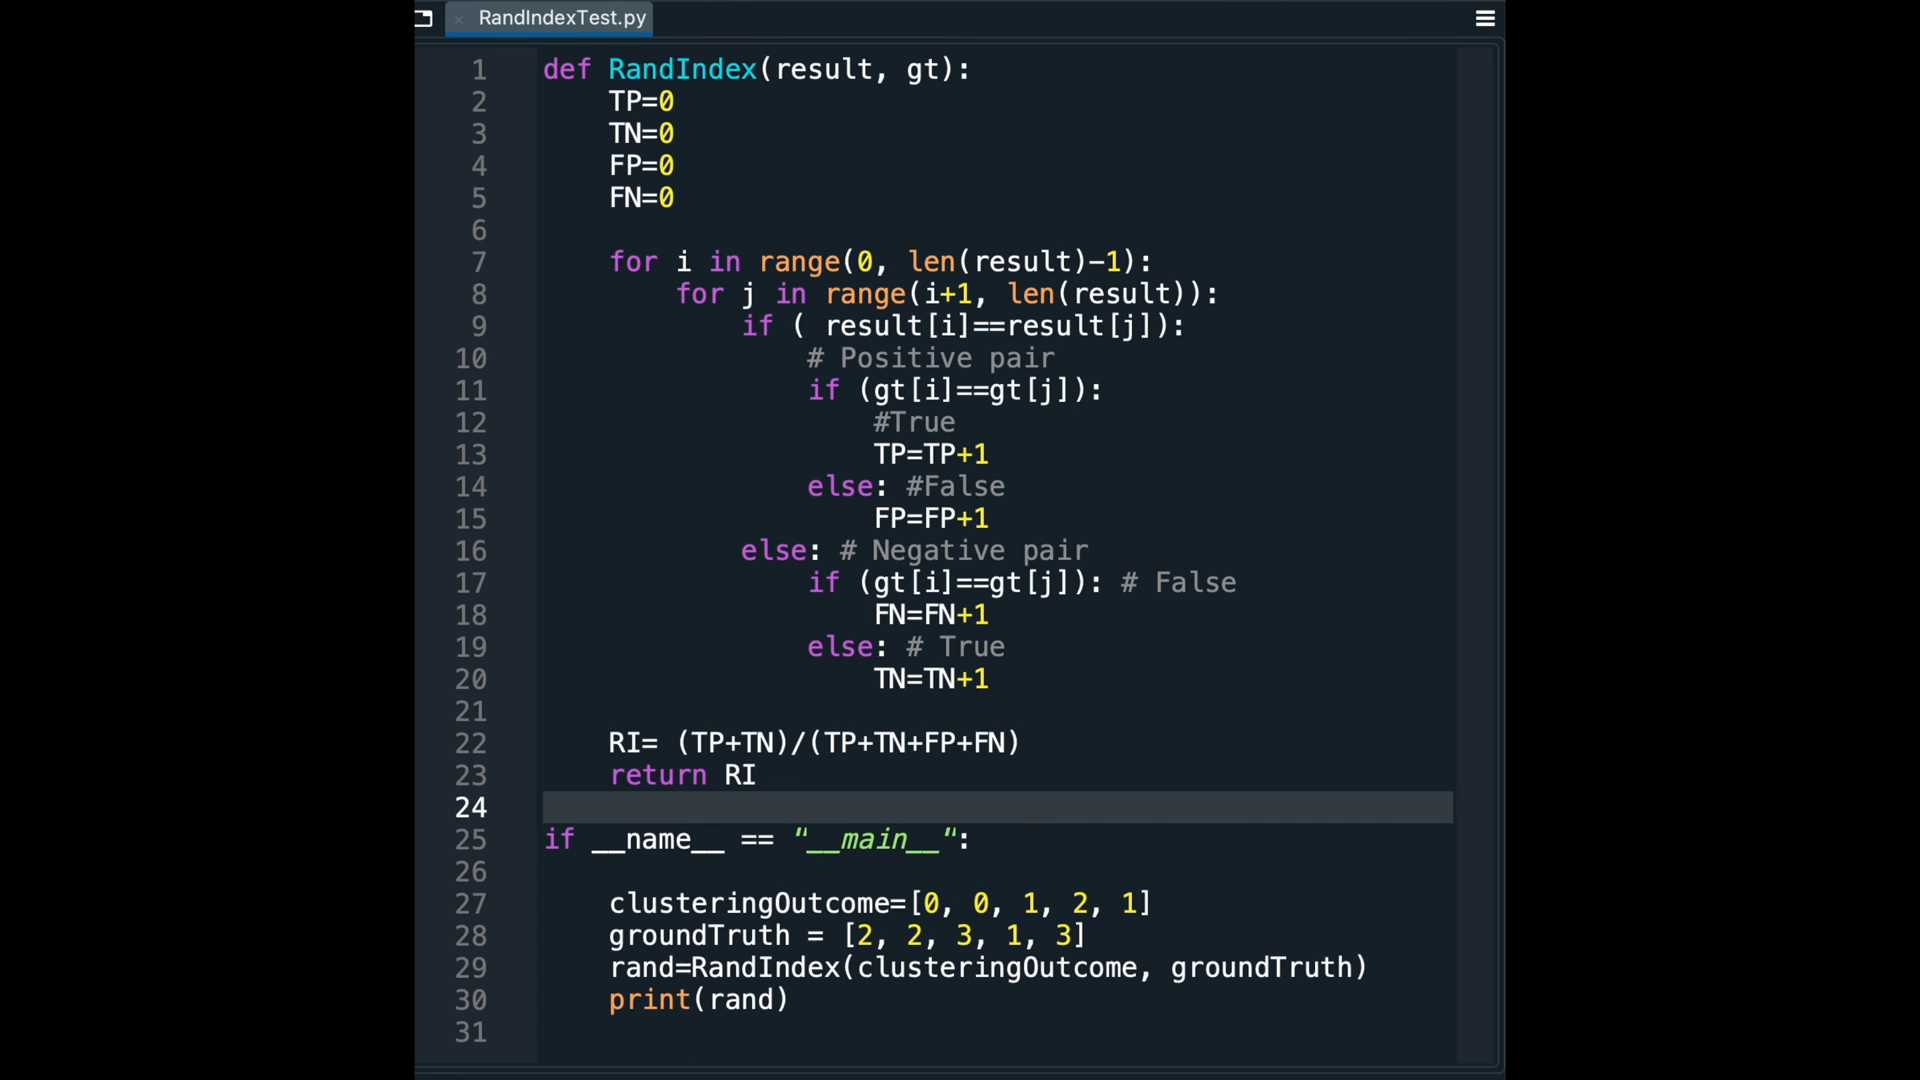 RandIndexTest.py
1 def RandIndex(result, gt):
2     TP=0
3     TN=0
4     FP=0
5     FN=0
6
7     for i in range(0, len(result)-1):
8         for j in range(i+1, len(result)):
9             if ( result[i]==result[j]):
10                 # Positive pair
11                 if (gt[i]==gt[j]):
12                     #True
13                     TP=TP+1
14                 else: #False
15                     FP=FP+1
16             else: # Negative pair
17                 if (gt[i]==gt[j]): # False
18                     FN=FN+1
19                 else: # True
20                     TN=TN+1
21
22     RI= (TP+TN)/(TP+TN+FP+FN)
23     return RI
24
25 if __name__ == "__main__":
26
27     clusteringOutcome=[0, 0, 1, 2, 1]
28     groundTruth = [2, 2, 3, 1, 3]
29     rand=RandIndex(clusteringOutcome, groundTruth)
30     print(rand)
31